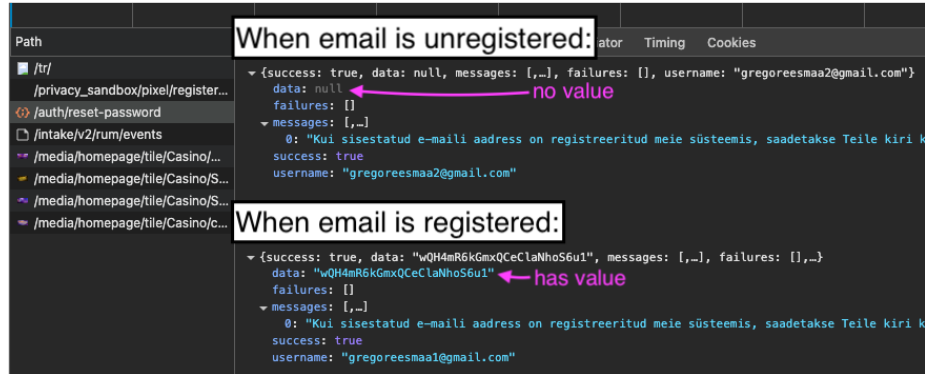 When email is unregistered:
Path
ator Timing Cookies
/tr/
/privacy_sandbox/pixel/register...
/auth/reset-password
/intake/v2/rum/events
/media/homepage/tile/Casino/...
/media/homepage/tile/Casino/S...
/media/homepage/tile/Casino/S...
/media/homepage/tile/Casino/c...
{success: true, data: null, messages: [,…], failures: [], username: "gregoreesmaa2@gmail.com"}
data: null no value
failures: []
messages: [,…]
0: "Kui sisestatud e-maili aadress on registreeritud meie süsteemis, saadetakse Teile kiri k
success: true
username: "gregoreesmaa2@gmail.com"
When email is registered:
{success: true, data: "wQH4mR6kGmxQCeClaNhoS6u1", messages: [,…], failures: [],…}
data: "wQH4mR6kGmxQCeClaNhoS6u1" has value
failures: []
messages: [,…]
0: "Kui sisestatud e-maili aadress on registreeritud meie süsteemis, saadetakse Teile kiri k
success: true
username: "gregoreesmaa1@gmail.com"